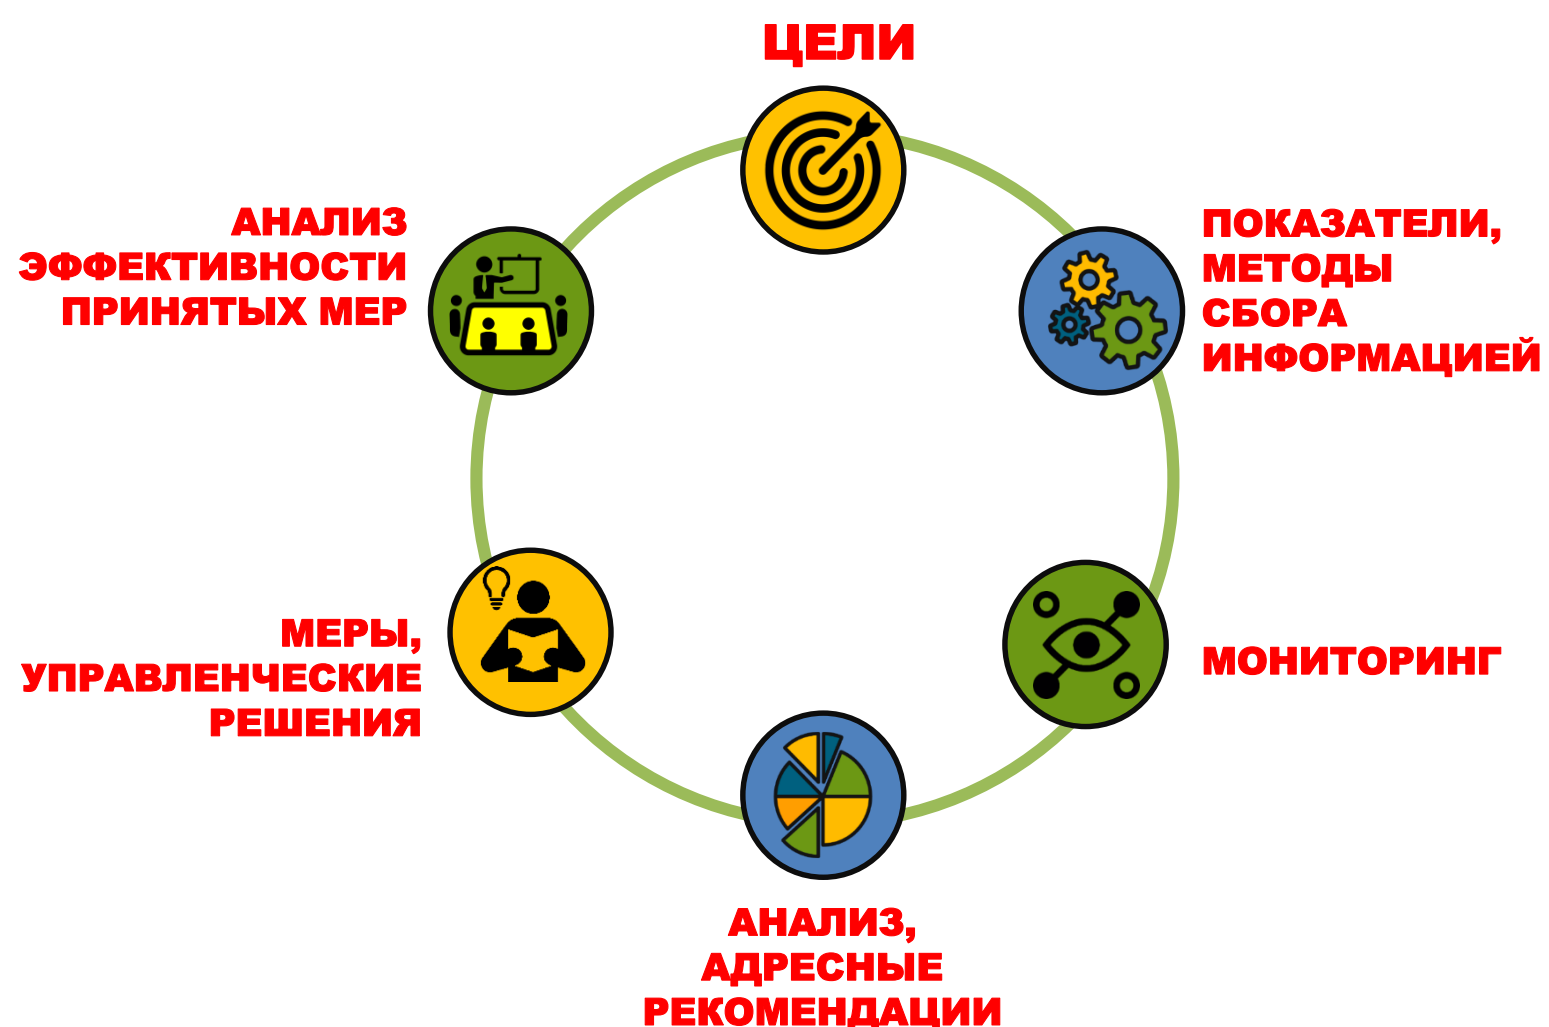 ЦЕЛИ
ПОКАЗАТЕЛИ,
МЕТОДЫ
СБОРА
ИНФОРМАЦИЕЙ
МОНИТОРИНГ
АНАЛИЗ,
АДРЕСНЫЕ
РЕКОМЕНДАЦИИ
МЕРЫ,
УПРАВЛЕНЧЕСКИЕ
РЕШЕНИЯ
АНАЛИЗ
ЭФФЕКТИВНОСТИ
ПРИНЯТЫХ МЕР